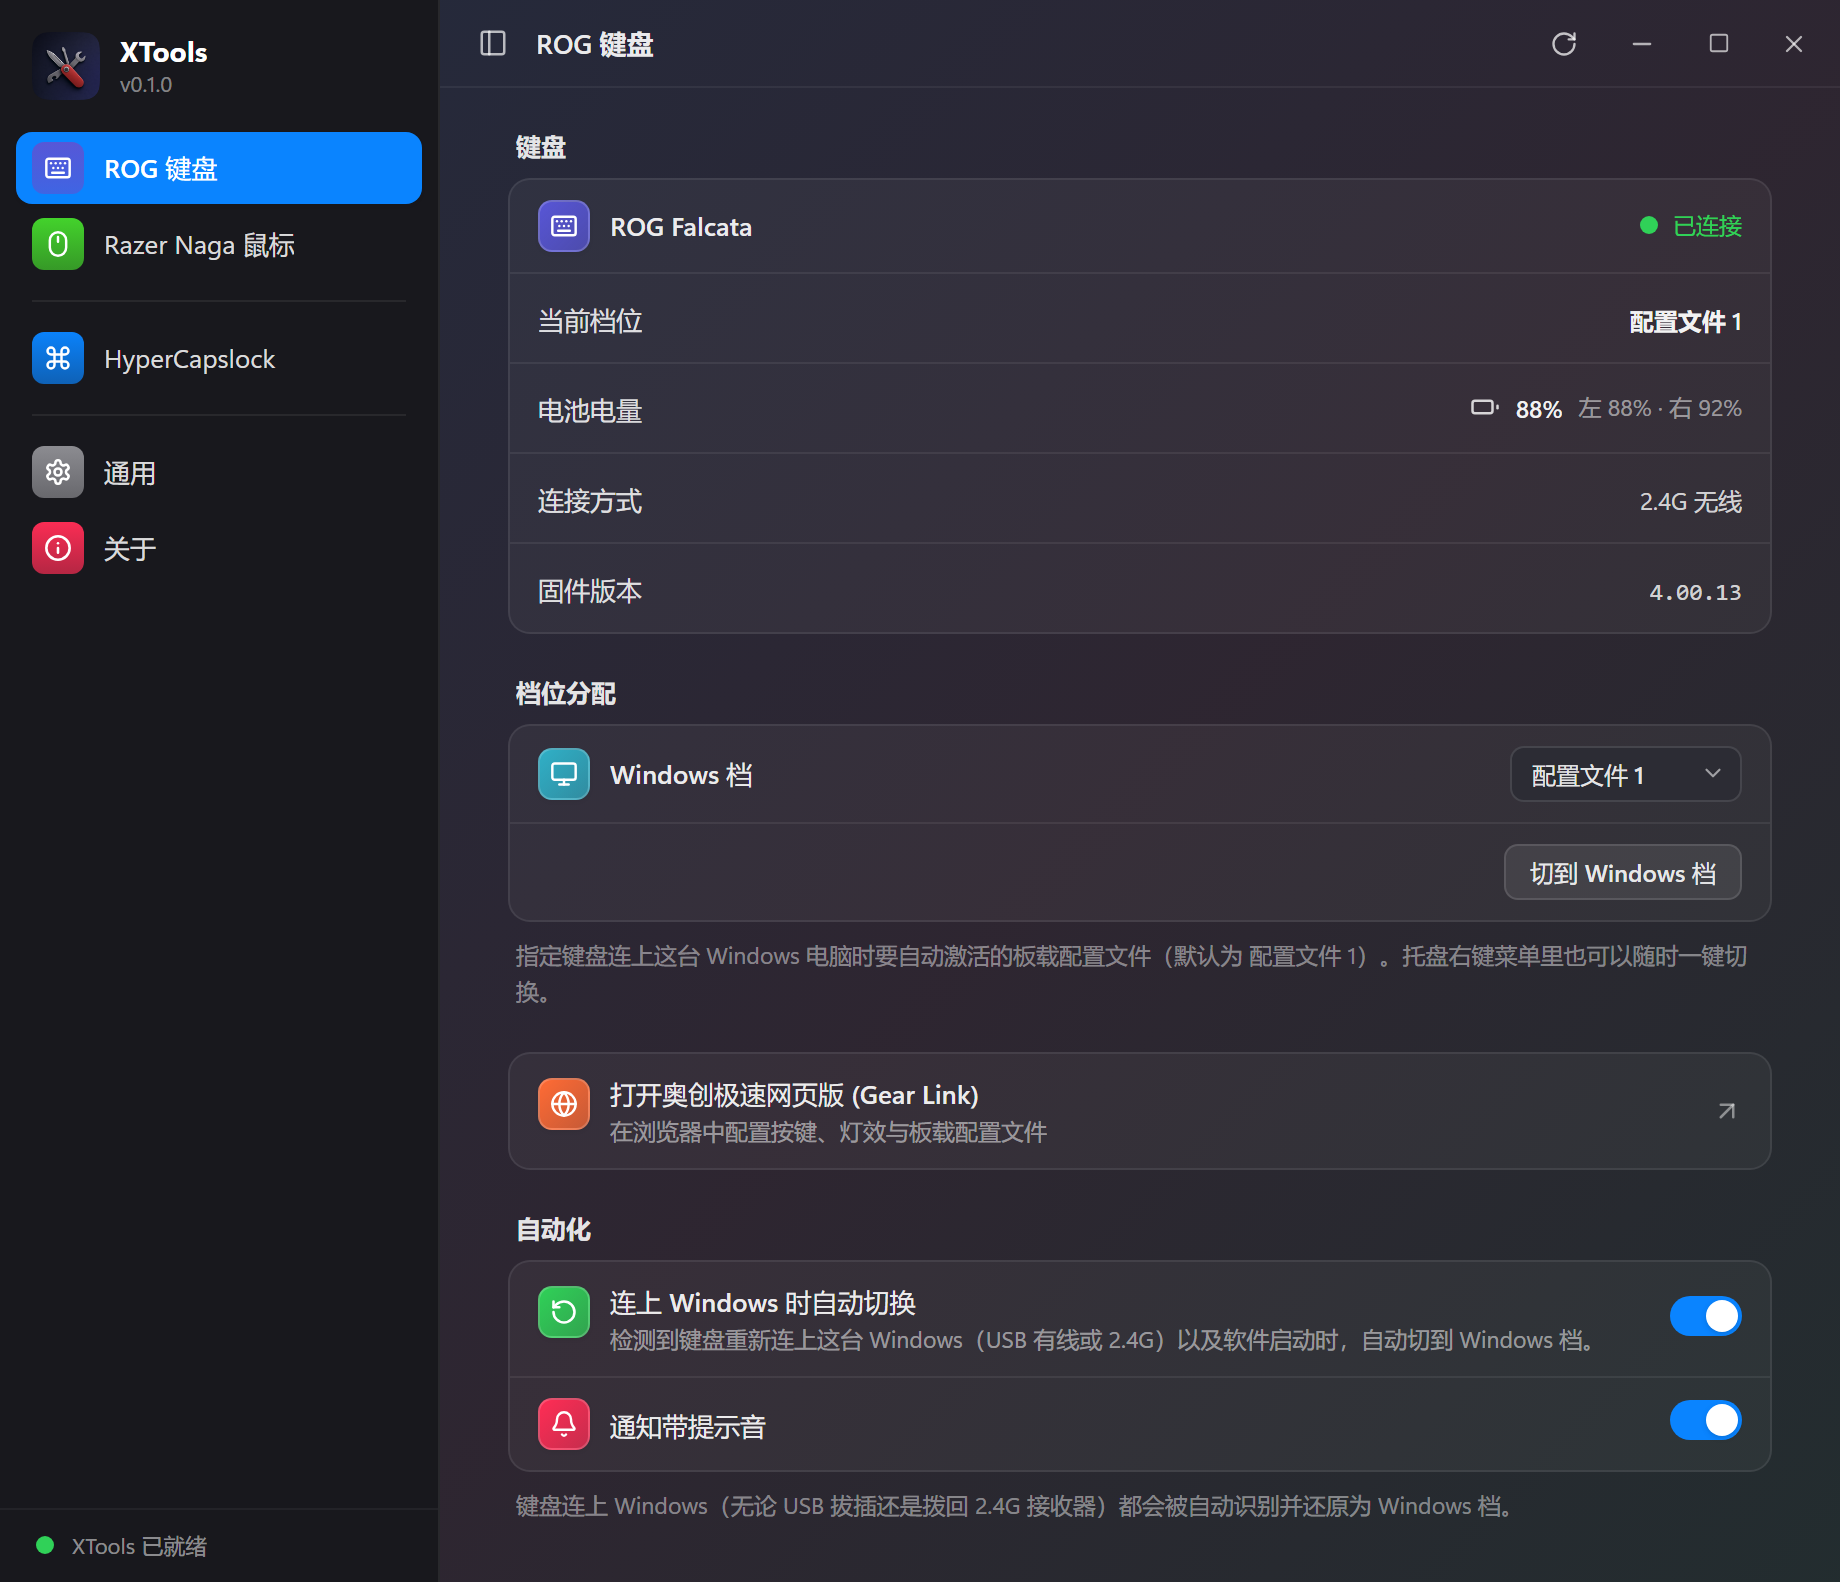 XTools
v0.1.0
ROG 键盘
Razer Naga 鼠标
HyperCapslock
通用
关于
XTools 已就绪
ROG 键盘
键盘
ROG Falcata
已连接
当前档位
配置文件 1
电池电量
88% 左 88% · 右 92%
连接方式
2.4G 无线
固件版本
4.00.13
档位分配
Windows 档
配置文件 1
切到 Windows 档
指定键盘连上这台 Windows 电脑时要自动激活的板载配置文件（默认为 配置文件 1）。托盘右键菜单里也可以随时一键切
换。
打开奥创极速网页版 (Gear Link)
在浏览器中配置按键、灯效与板载配置文件
自动化
连上 Windows 时自动切换
检测到键盘重新连上这台 Windows（USB 有线或 2.4G）以及软件启动时，自动切到 Windows 档。
通知带提示音
键盘连上 Windows（无论 USB 拔插还是拨回 2.4G 接收器）都会被自动识别并还原为 Windows 档。